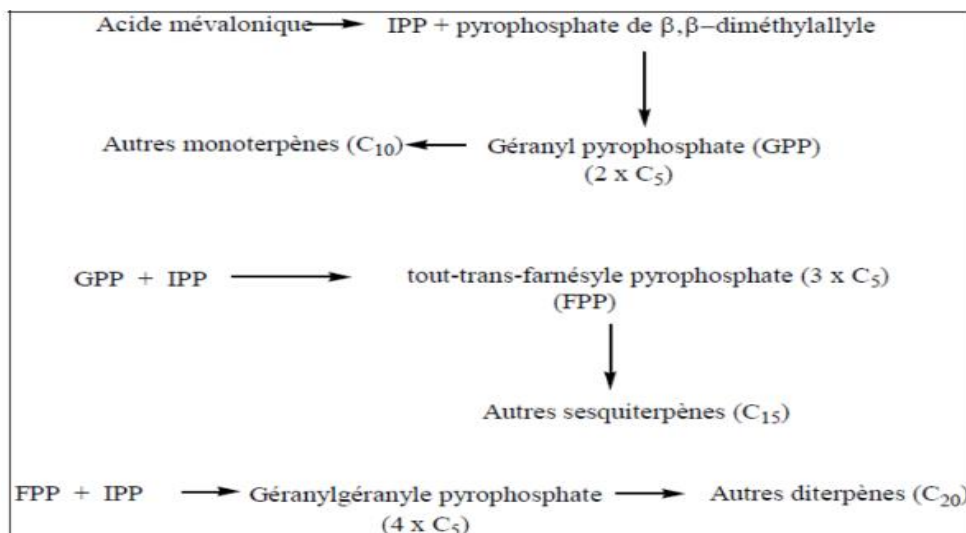 Acide mévalonique IPP + pyrophosphate de β,β–diméthylallyle
Autres monoterpènes (C10) Géranyl pyrophosphate (GPP)
(2 x C5)
GPP + IPP tout-trans-farnésyle pyrophosphate (3 x C5)
(FPP)
Autres sesquiterpènes (C15)
FPP + IPP Géranylgéranyle pyrophosphate Autres diterpènes (C20)
(4 x C5)